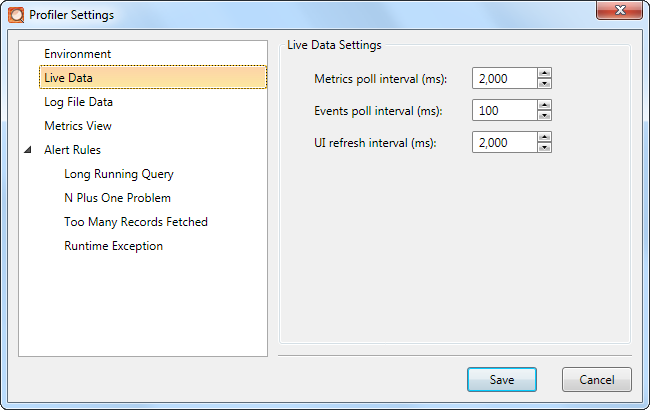 Profiler Settings
Environment
Live Data
Log File Data
Metrics View
Alert Rules
Long Running Query
N Plus One Problem
Too Many Records Fetched
Runtime Exception
Live Data Settings
Metrics poll interval (ms): 2,000
Events poll interval (ms): 100
UI refresh interval (ms): 2,000
Save Cancel